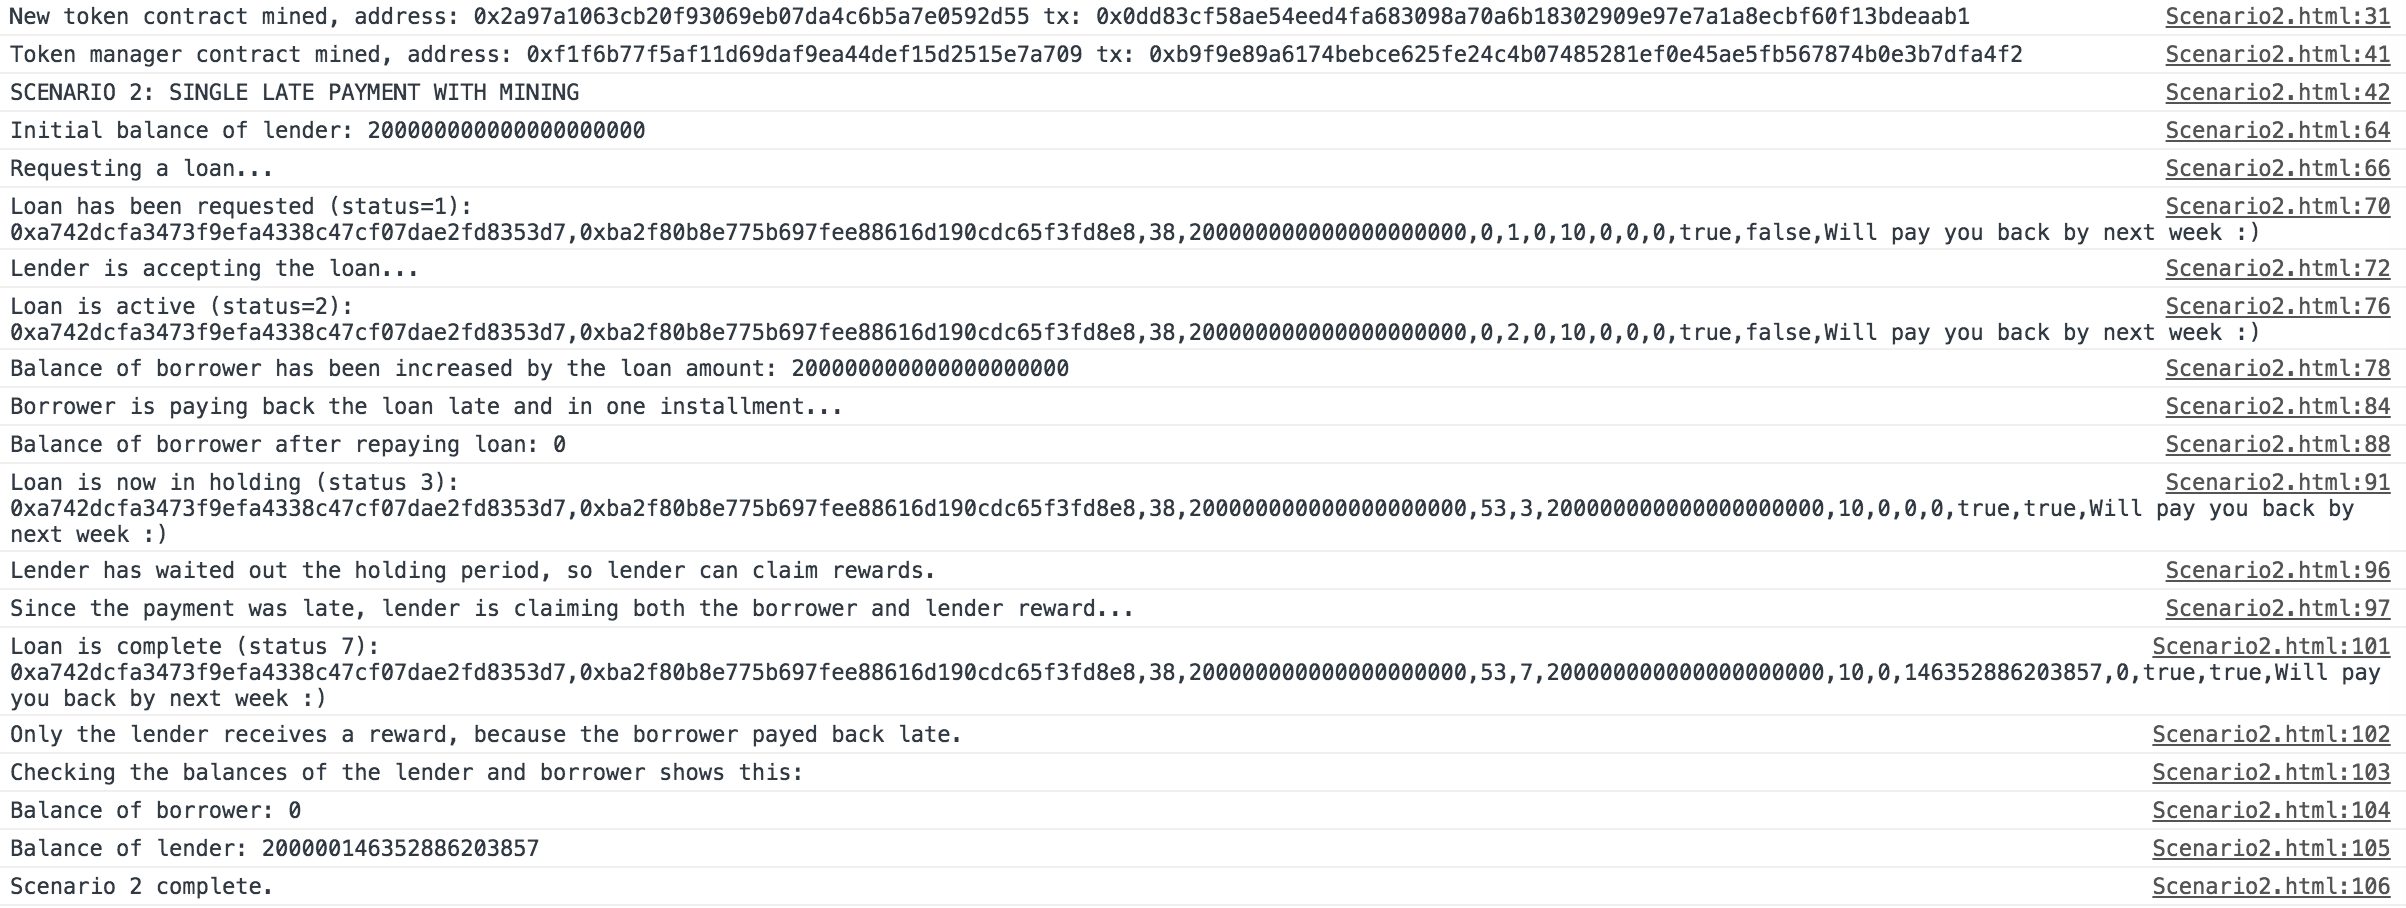 New token contract mined, address: 0x2a97a1063cb20f93069eb07da4c6b5a7e0592d55 tx: 0x0dd83cf58ae54eed4fa683098a70a6b18302909e97e7a1a8ecbf60f13bdeaab1 Scenario2.html:31
Token manager contract mined, address: 0xf1f6b77f5af11d69daf9ea44def15d2515e7a709 tx: 0xb9f9e89a6174bebce625fe24c4b07485281ef0e45ae5fb567874b0e3b7dfa4f2 Scenario2.html:41
SCENARIO 2: SINGLE LATE PAYMENT WITH MINING Scenario2.html:42
Initial balance of lender: 200000000000000000000 Scenario2.html:64
Requesting a loan... Scenario2.html:66
Loan has been requested (status=1): Scenario2.html:70
0xa742dcfa3473f9efa4338c47cf07dae2fd8353d7,0xba2f80b8e775b697fee88616d190cdc65f3fd8e8,38,200000000000000000000,0,1,0,10,0,0,0,true,false,Will pay you back by next week :)
Lender is accepting the loan... Scenario2.html:72
Loan is active (status=2): Scenario2.html:76
0xa742dcfa3473f9efa4338c47cf07dae2fd8353d7,0xba2f80b8e775b697fee88616d190cdc65f3fd8e8,38,200000000000000000000,0,2,0,10,0,0,0,true,false,Will pay you back by next week :)
Balance of borrower has been increased by the loan amount: 200000000000000000000 Scenario2.html:78
Borrower is paying back the loan late and in one installment... Scenario2.html:84
Balance of borrower after repaying loan: 0 Scenario2.html:88
Loan is now in holding (status 3): Scenario2.html:91
0xa742dcfa3473f9efa4338c47cf07dae2fd8353d7,0xba2f80b8e775b697fee88616d190cdc65f3fd8e8,38,200000000000000000000,53,3,200000000000000000000,10,0,0,0,true,true,Will pay you back by
next week :)
Lender has waited out the holding period, so lender can claim rewards. Scenario2.html:96
Since the payment was late, lender is claiming both the borrower and lender reward... Scenario2.html:97
Loan is complete (status 7): Scenario2.html:101
0xa742dcfa3473f9efa4338c47cf07dae2fd8353d7,0xba2f80b8e775b697fee88616d190cdc65f3fd8e8,38,200000000000000000000,53,7,200000000000000000000,10,0,146352886203857,0,true,true,Will pay
you back by next week :)
Only the lender receives a reward, because the borrower payed back late. Scenario2.html:102
Checking the balances of the lender and borrower shows this: Scenario2.html:103
Balance of borrower: 0 Scenario2.html:104
Balance of lender: 200000146352886203857 Scenario2.html:105
Scenario 2 complete. Scenario2.html:106